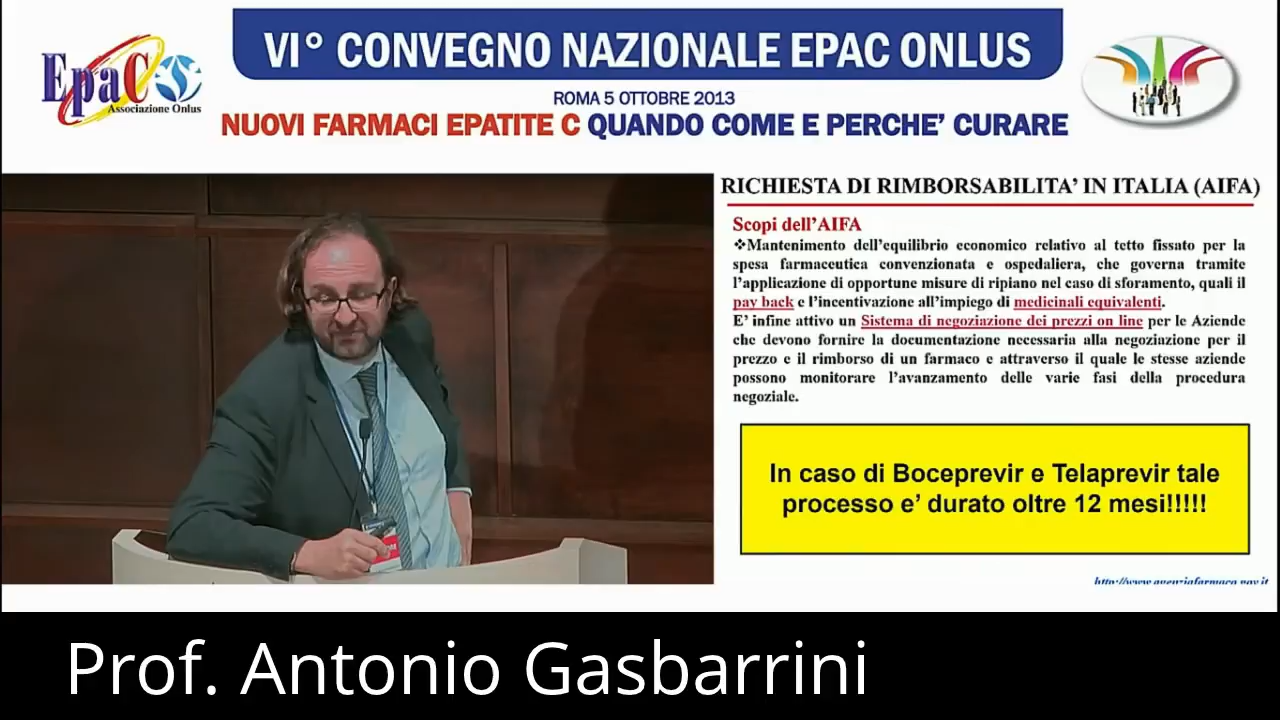 EpaC
Associazione Onlus
VI° CONVEGNO NAZIONALE EPAC ONLUS
ROMA 5 OTTOBRE 2013
NUOVI FARMACI EPATITE C QUANDO COME E PERCHE’ CURARE
RICHIESTA DI RIMBORSABILITA’ IN ITALIA (AIFA)
Scopi dell’AIFA
❖Mantenimento dell’equilibrio economico relativo al tetto fissato per la
spesa farmaceutica convenzionata e ospedaliera, che governa tramite
l’applicazione di opportune misure di ripiano nel caso di sforamento, quali il
pay back e l’incentivazione all’impiego di medicinali equivalenti.
E’ infine attivo un Sistema di negoziazione dei prezzi on line per le Aziende
che devono fornire la documentazione necessaria alla negoziazione per il
prezzo e il rimborso di un farmaco e attraverso il quale le stesse aziende
possono monitorare l’avanzamento delle varie fasi della procedura
negoziale.
In caso di Boceprevir e Telaprevir tale
processo e’ durato oltre 12 mesi!!!!!
http://www.agenziafarmaco.gov.it
Prof. Antonio Gasbarrini